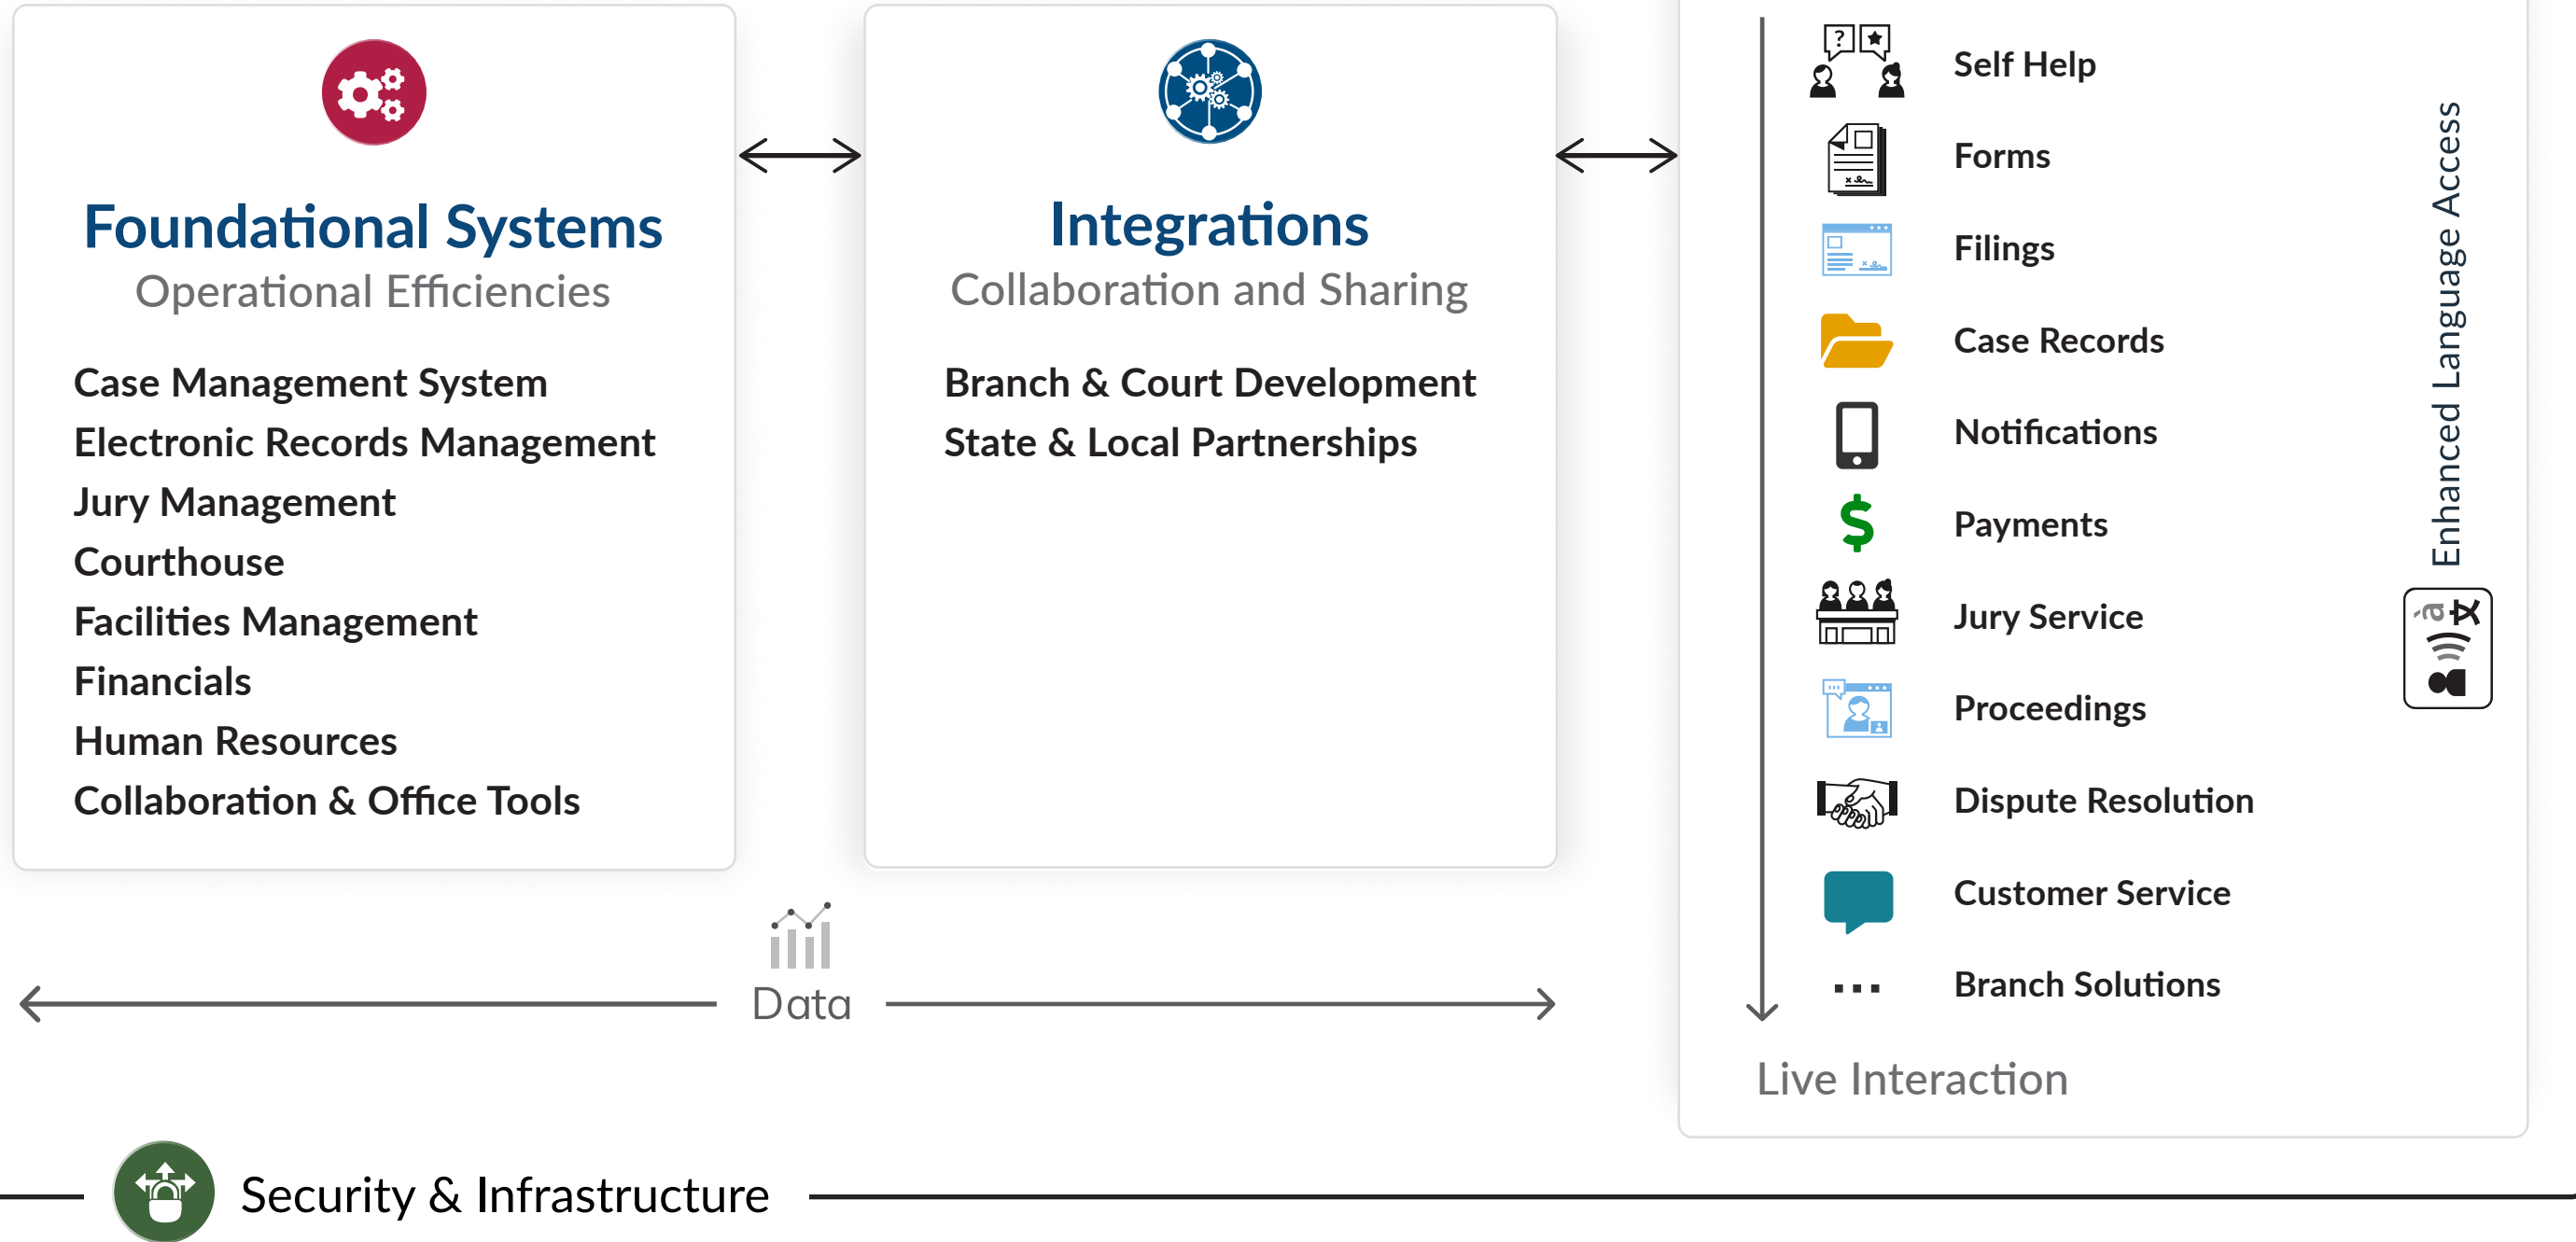 Foundational Systems
Operational Efficiencies
Case Management System
Electronic Records Management
Jury Management
Courthouse
Facilities Management
Financials
Human Resources
Collaboration & Office Tools
Integrations
Collaboration and Sharing
Branch & Court Development
State & Local Partnerships
Self Help
Forms
Filings
Case Records
Notifications
Payments
Jury Service
Proceedings
Dispute Resolution
Customer Service
Branch Solutions
Live Interaction
Enhanced Language Access
Data
Security & Infrastructure